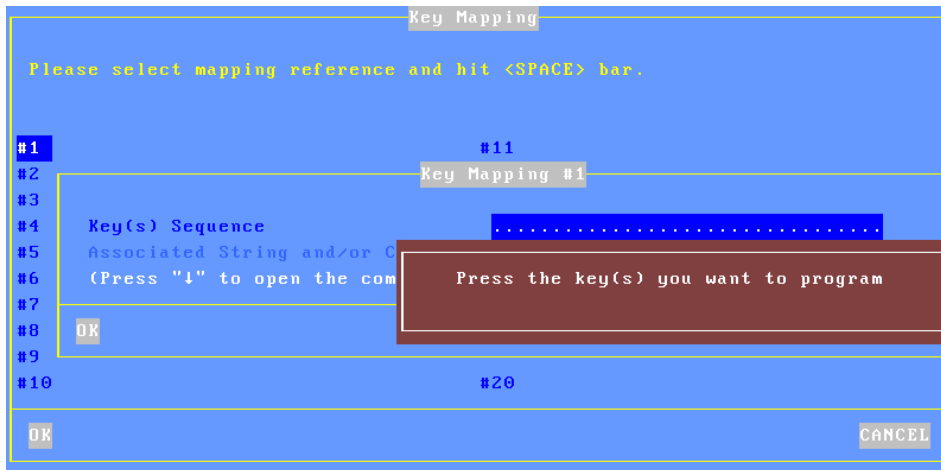 Key Mapping
Please select mapping reference and hit <SPACE> bar.
#1 #11
#2 Key Mapping #1
#3
#4 Key(s) Sequence .................................
#5 Associated String and/or C
#6 (Press "↓" to open the com Press the key(s) you want to program
#7
#8 OK
#9
#10 #20
OK CANCEL